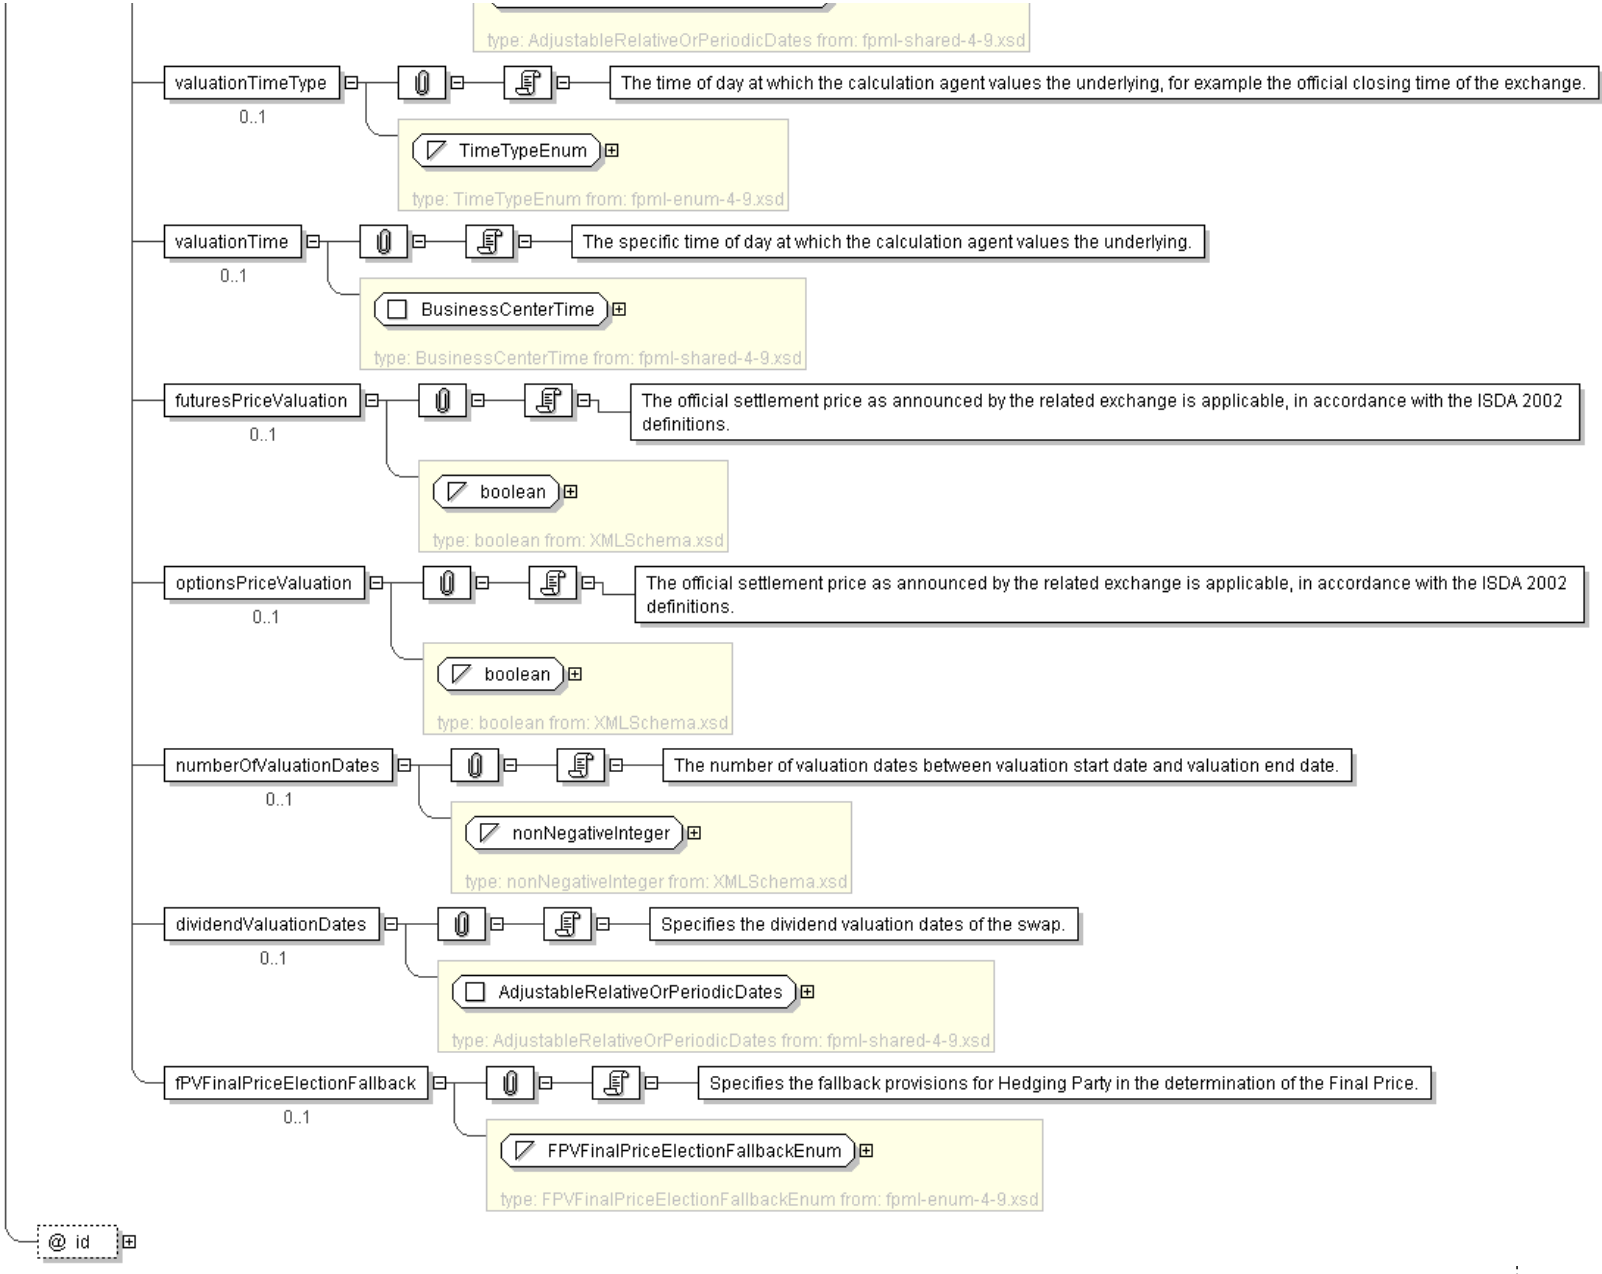 type: AdjustableRelativeOrPeriodicDates from: fpml-shared-4-9.xsd
valuationTimeType
The time of day at which the calculation agent values the underlying, for example the official closing time of the exchange.
0..1
TimeTypeEnum
type: TimeTypeEnum from: fpml-enum-4-9.xsd
valuationTime
The specific time of day at which the calculation agent values the underlying.
0..1
BusinessCenterTime
type: BusinessCenterTime from: fpml-shared-4-9.xsd
futuresPriceValuation
The official settlement price as announced by the related exchange is applicable, in accordance with the ISDA 2002
definitions.
0..1
boolean
type: boolean from: XMLSchema.xsd
optionsPriceValuation
The official settlement price as announced by the related exchange is applicable, in accordance with the ISDA 2002
definitions.
0..1
boolean
type: boolean from: XMLSchema.xsd
numberOfValuationDates
The number of valuation dates between valuation start date and valuation end date.
0..1
nonNegativeInteger
type: nonNegativeInteger from: XMLSchema.xsd
dividendValuationDates
Specifies the dividend valuation dates of the swap.
0..1
AdjustableRelativeOrPeriodicDates
type: AdjustableRelativeOrPeriodicDates from: fpml-shared-4-9.xsd
fPVFinalPriceElectionFallback
Specifies the fallback provisions for Hedging Party in the determination of the Final Price.
0..1
FPVFinalPriceElectionFallbackEnum
type: FPVFinalPriceElectionFallbackEnum from: fpml-enum-4-9.xsd
@ id